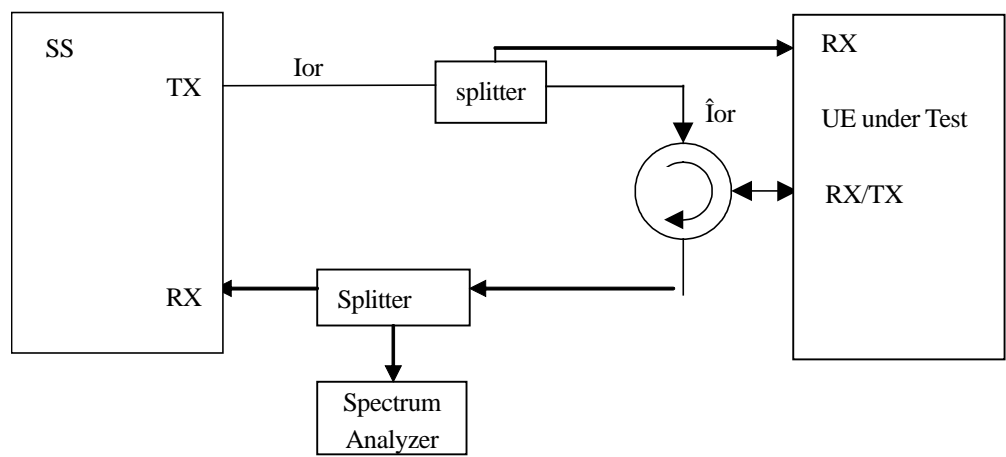 SS
RX
TX
Ior
splitter
Îor
UE under Test
RX/TX
RX
Splitter
Spectrum
Analyzer